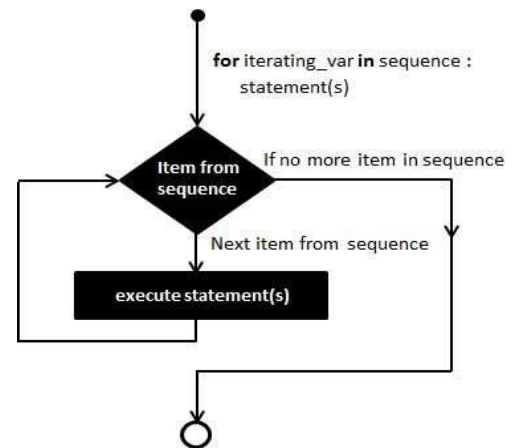 for iterating_var in sequence :
statement(s)
If no more item in sequence
Item from
sequence
Next item from sequence
execute statement(s)